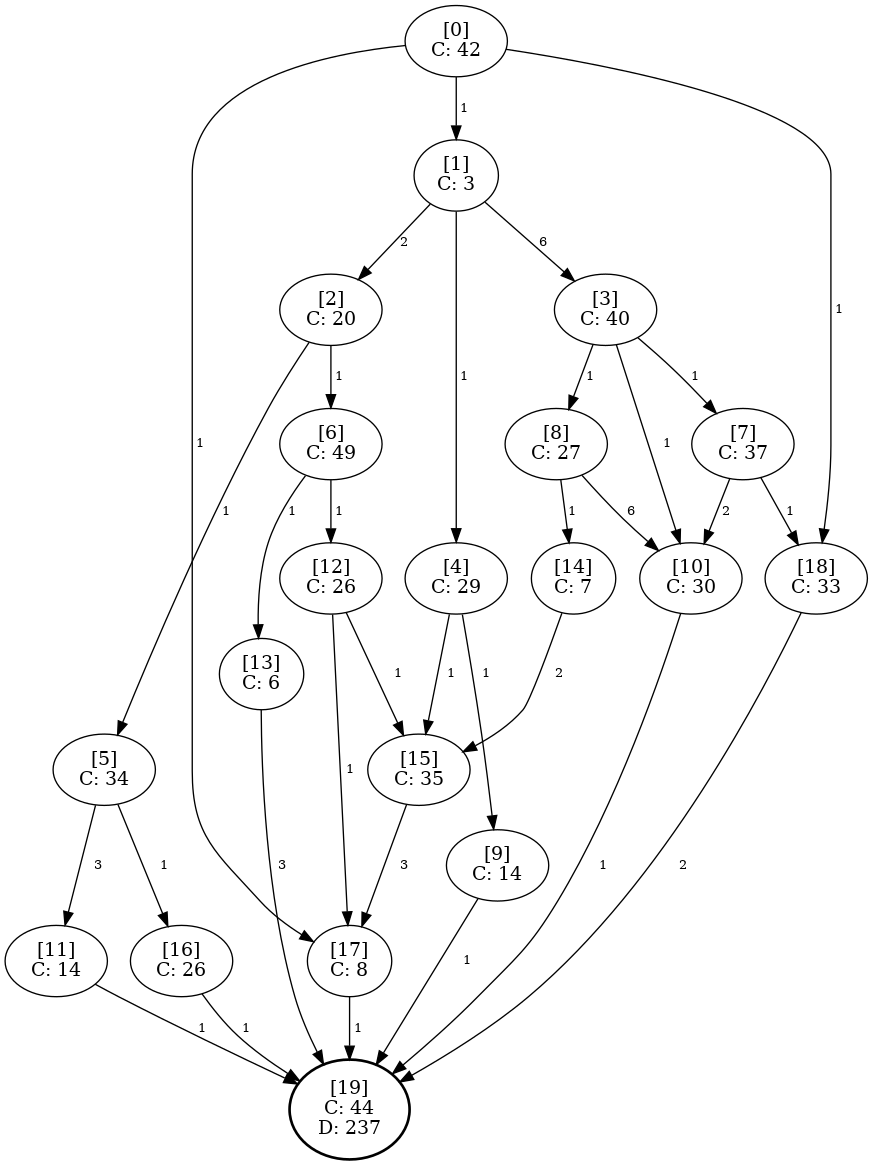 [0]
C: 42
1
[1]
C: 3
2
6
[2]
C: 20
[3]
C: 40
1
1
1
1
1
[6]
C: 49
1
[8]
C: 27
[7]
C: 37
1
1
1
1
1
6
2
1
[12]
C: 26
[4]
C: 29
[14]
C: 7
[10]
C: 30
[18]
C: 33
[13]
C: 6
1
1
1
2
[5]
C: 34
1
[15]
C: 35
3
1
3
3
[9]
C: 14
1
2
[11]
C: 14
[16]
C: 26
[17]
C: 8
1
1
1
1
[19]
C: 44
D: 237